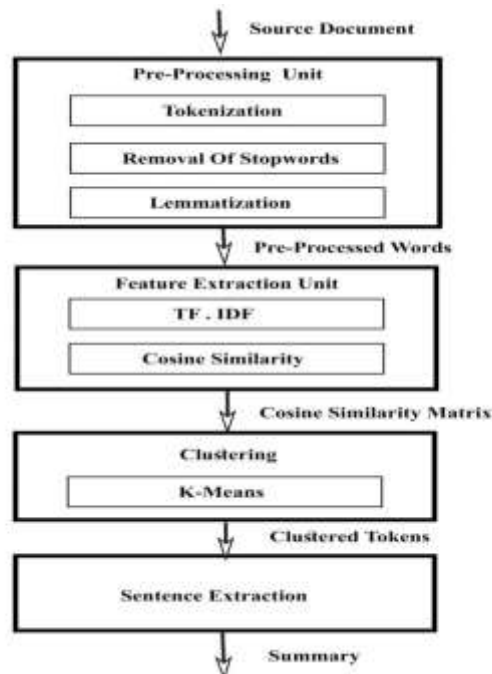 Source Document
Pre-Processing Unit
Tokenization
Removal Of Stopwords
Lemmatization
Pre-Processed Words
Feature Extraction Unit
TF . IDF
Cosine Similarity
Cosine Similarity Matrix
Clustering
K-Means
Clustered Tokens
Sentence Extraction
Summary